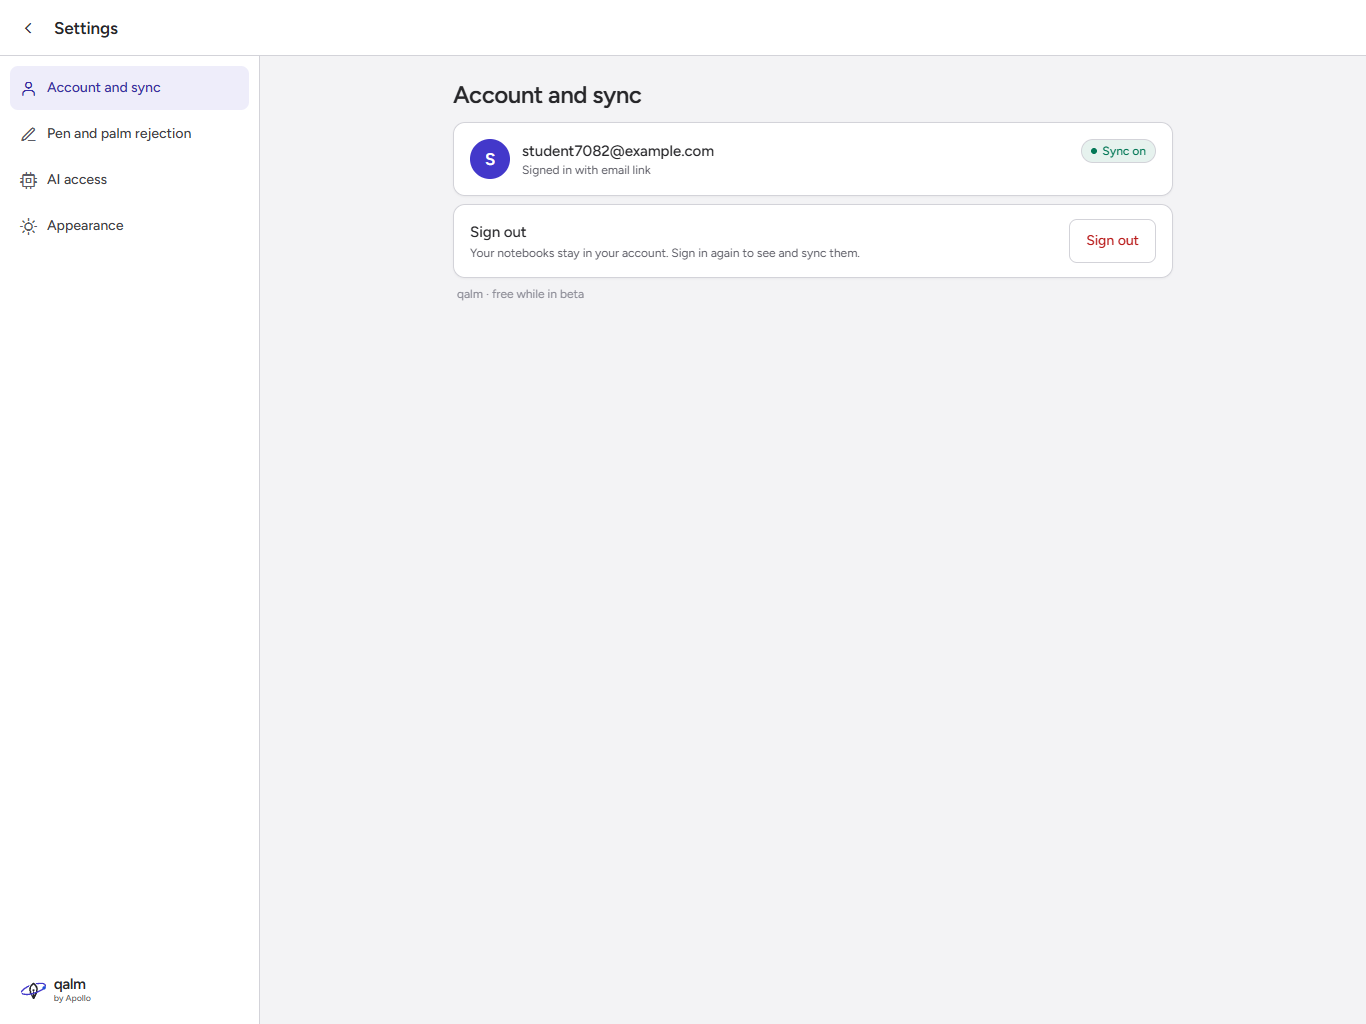 Settings
Account and sync
Pen and palm rejection
AI access
Appearance
Account and sync
S
student7082@example.com
Signed in with email link
Sync on
Sign out
Your notebooks stay in your account. Sign in again to see and sync them.
Sign out
qalm · free while in beta
qalm
by Apollo